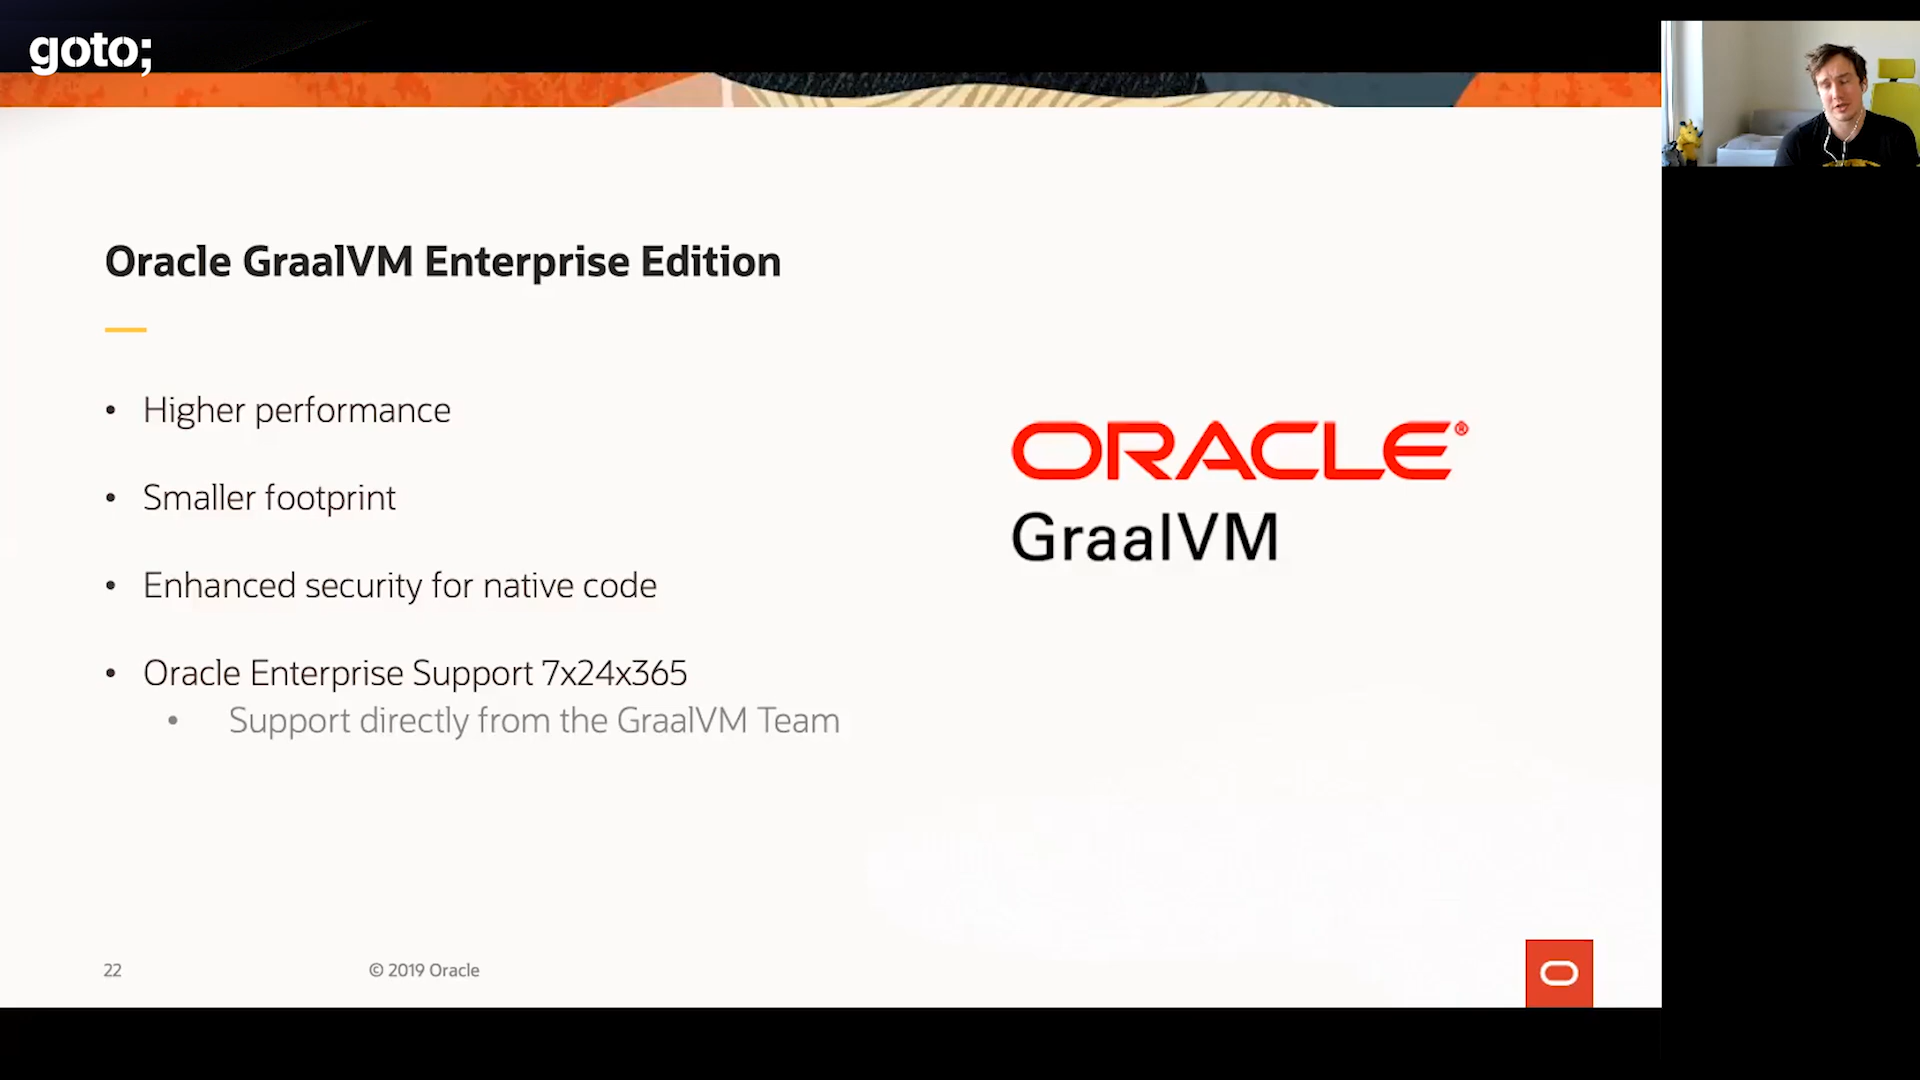 goto;
Oracle GraalVM Enterprise Edition
• Higher performance
• Smaller footprint
• Enhanced security for native code
• Oracle Enterprise Support 7x24x365
• Support directly from the GraalVM Team
ORACLE®
GraalVM
22
© 2019 Oracle